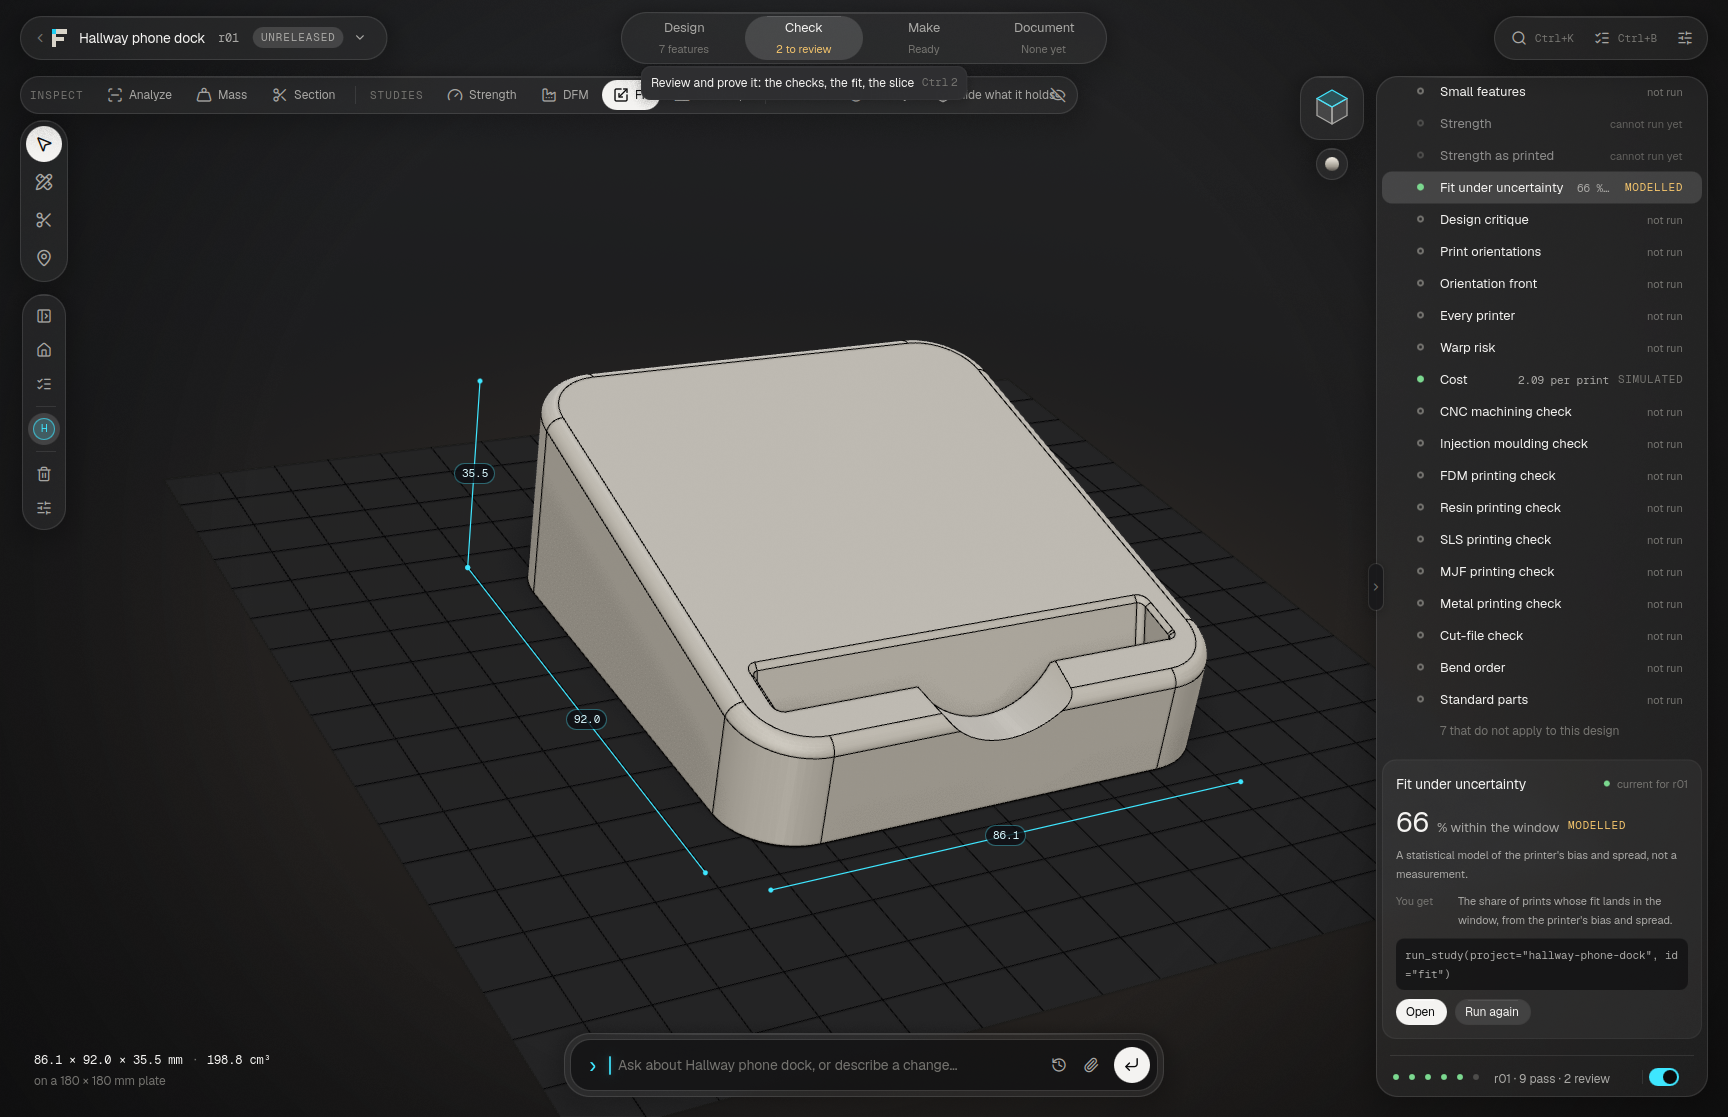 Hallway phone dock r01 UNRELEASED
Design
7 features
Check
2 to review
Make
Ready
Document
None yet
Ctrl+K
Ctrl+B
Review and prove it: the checks, the fit, the slice Ctrl 2
INSPECT Analyze Mass Section STUDIES Strength DFM
what it holds
Small features not run
Strength cannot run yet
Strength as printed cannot run yet
Fit under uncertainty 66 %… MODELLED
Design critique not run
Print orientations not run
Orientation front not run
Every printer not run
Warp risk not run
Cost 2.09 per print SIMULATED
CNC machining check not run
Injection moulding check not run
FDM printing check not run
Resin printing check not run
SLS printing check not run
MJF printing check not run
Metal printing check not run
Cut-file check not run
Bend order not run
Standard parts not run
7 that do not apply to this design
H
35.5
92.0
86.1
Fit under uncertainty current for r01
66 % within the window MODELLED
A statistical model of the printer's bias and spread, not a
measurement.
You get The share of prints whose fit lands in the
window, from the printer's bias and spread.
run_study(project="hallway-phone-dock", id
="fit")
Open Run again
r01 · 9 pass · 2 review
86.1 × 92.0 × 35.5 mm · 198.8 cm³
on a 180 × 180 mm plate
Ask about Hallway phone dock, or describe a change…